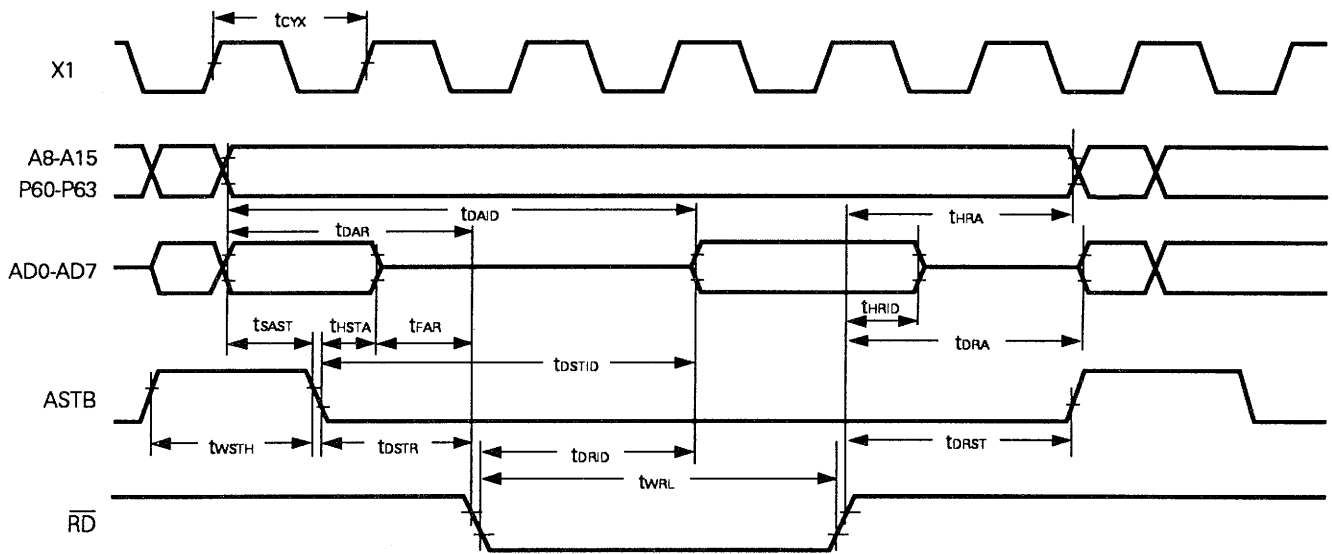 tCYX
X1
A8-A15
P60-P63
tDAID
tHRA
tDAR
AD0-AD7
tSAST tHSTA tFAR
tHRID
tDRA
tDSTID
ASTB
tWSTH tDSTR tDRST
tDRID
tWRL
RD